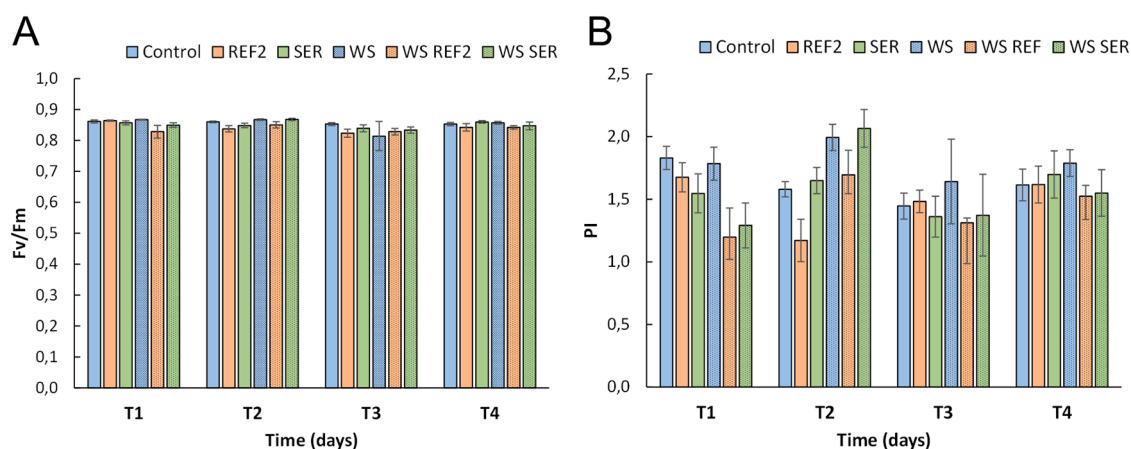 A
Control REF2 SER WS WS REF2 WS SER
1,0
0,9
0,8
0,7
0,6
0,5
0,4
0,3
0,2
0,1
0,0
Fv/Fm
T1 T2 T3 T4
Time (days)
B
Control REF2 SER WS WS REF WS SER
2,5
2,0
1,5
1,0
0,5
0,0
PI
T1 T2 T3 T4
Time (days)